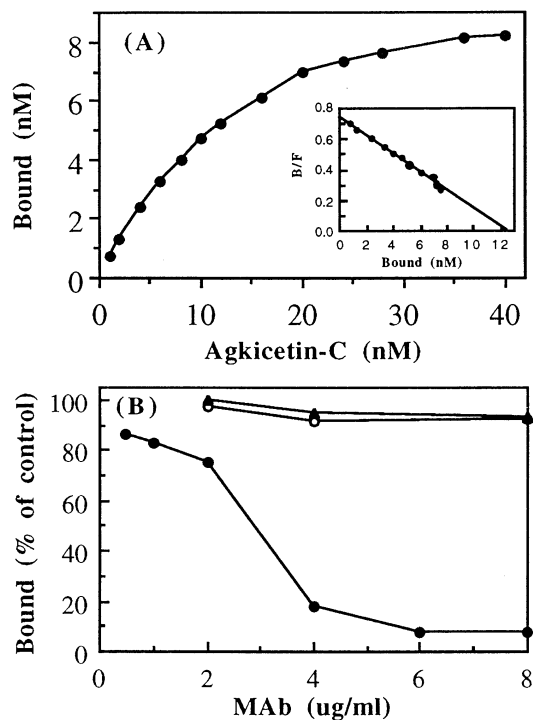 (A)
Bound (nM)
8
6
4
2
0
0 10 20 30 40
Agkicetin-C (nM)
B/F
0.8
0.6
0.4
0.2
0.0
0 2 4 6 8 10 12
Bound (nM)
(B)
Bound (% of control)
100
80
60
40
20
0
0 2 4 6 8
MAb (ug/ml)